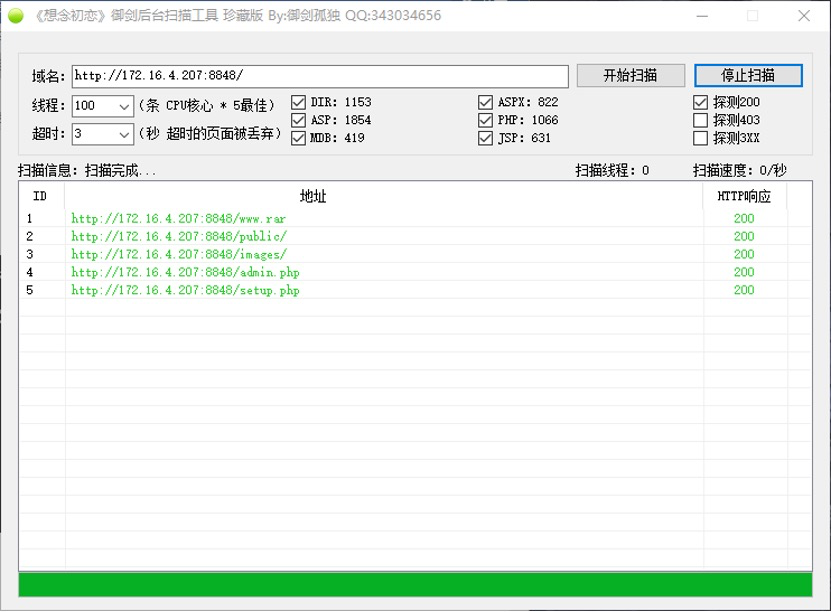 《想念初恋》御剑后台扫描工具 珍藏版 By:御剑孤独 QQ:343034656
域名: http://172.16.4.207:8848/ 开始扫描 停止扫描
线程: 100 (条 CPU核心 * 5最佳) DIR: 1153 ASPX: 822 探测200
ASP: 1854 PHP: 1066 探测403
超时: 3 (秒 超时的页面被丢弃) MDB: 419 JSP: 631 探测3XX
扫描信息: 扫描完成... 扫描线程: 0 扫描速度: 0/秒
ID 地址 HTTP响应
1 http://172.16.4.207:8848/www.rar 200
2 http://172.16.4.207:8848/public/ 200
3 http://172.16.4.207:8848/images/ 200
4 http://172.16.4.207:8848/admin.php 200
5 http://172.16.4.207:8848/setup.php 200